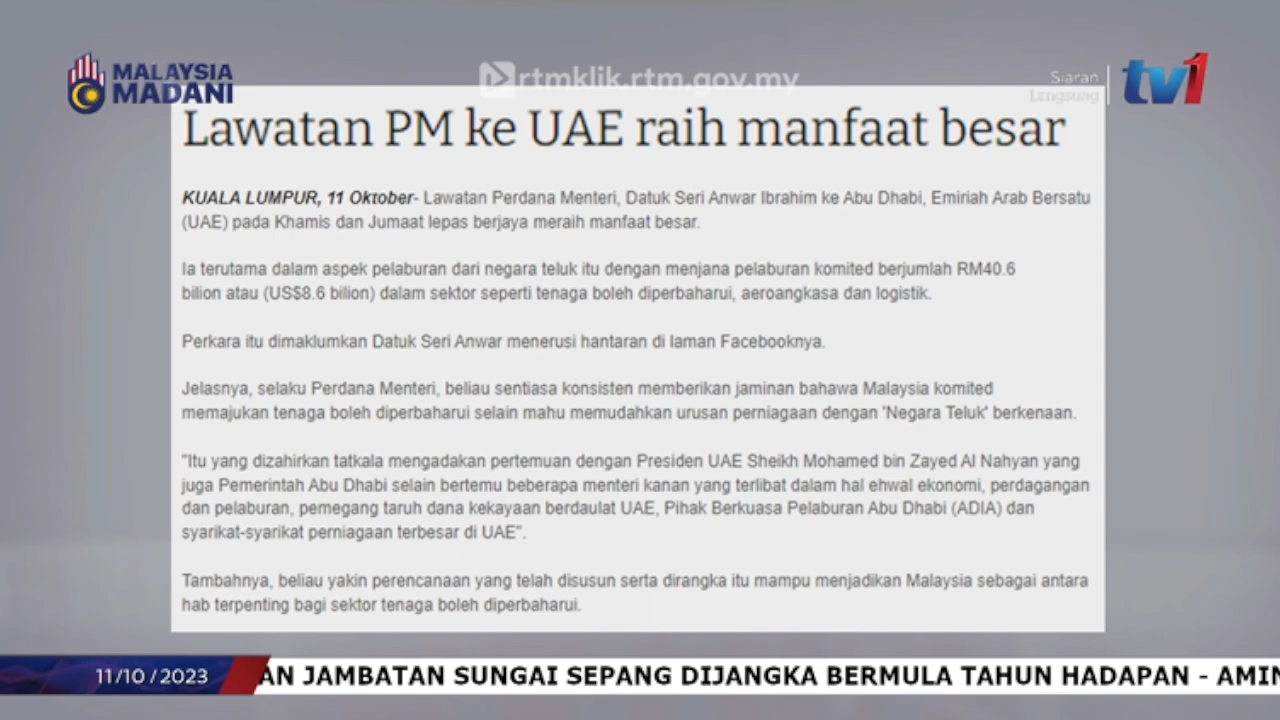 MALAYSIA
MADANI
rtmklik.rtm.gov.my
Siaran
Langsung
tv1
Lawatan PM ke UAE raih manfaat besar
KUALA LUMPUR, 11 Oktober- Lawatan Perdana Menteri, Datuk Seri Anwar Ibrahim ke Abu Dhabi, Emiriah Arab Bersatu
(UAE) pada Khamis dan Jumaat lepas berjaya meraih manfaat besar.
Ia terutama dalam aspek pelaburan dari negara teluk itu dengan menjana pelaburan komited berjumlah RM40.6
bilion atau (US$8.6 bilion) dalam sektor seperti tenaga boleh diperbaharui, aeroangkasa dan logistik.
Perkara itu dimaklumkan Datuk Seri Anwar menerusi hantaran di laman Facebooknya.
Jelasnya, selaku Perdana Menteri, beliau sentiasa konsisten memberikan jaminan bahawa Malaysia komited
memajukan tenaga boleh diperbaharui selain mahu memudahkan urusan perniagaan dengan 'Negara Teluk' berkenaan.
"Itu yang dizahirkan tatkala mengadakan pertemuan dengan Presiden UAE Sheikh Mohamed bin Zayed Al Nahyan yang
juga Pemerintah Abu Dhabi selain bertemu beberapa menteri kanan yang terlibat dalam hal ehwal ekonomi, perdagangan
dan pelaburan, pemegang taruh dana kekayaan berdaulat UAE, Pihak Berkuasa Pelaburan Abu Dhabi (ADIA) dan
syarikat-syarikat perniagaan terbesar di UAE".
Tambahnya, beliau yakin perencanaan yang telah disusun serta dirangka itu mampu menjadikan Malaysia sebagai antara
hab terpenting bagi sektor tenaga boleh diperbaharui.
11/10/2023
AN JAMBATAN SUNGAI SEPANG DIJANGKA BERMULA TAHUN HADAPAN - AMIN